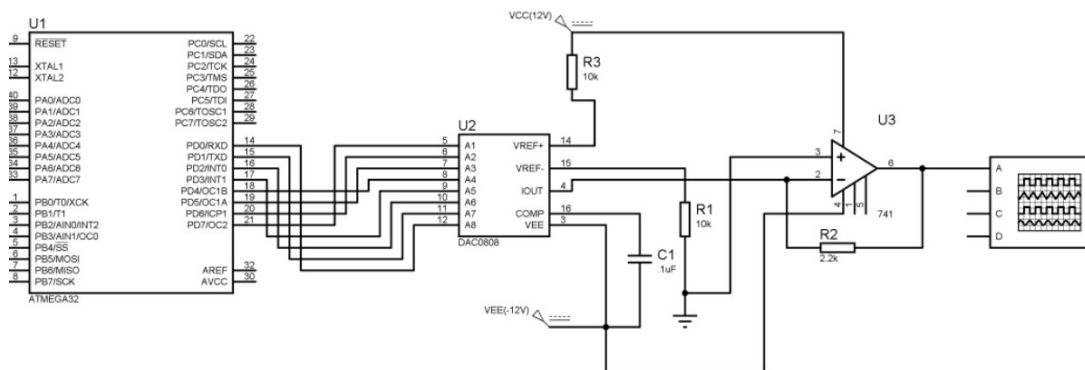 U1
9 RESET PC0/SCL 22
PC1/SDA 23
13 XTAL1 PC2/TCK 24
12 XTAL2 PC3/TMS 25
PC4/TDO 26
40 PA0/ADC0 PC5/TDI 27
39 PA1/ADC1 PC6/TOSC1 28
38 PA2/ADC2 PC7/TOSC2 29
37 PA3/ADC3
36 PA4/ADC4 PD0/RXD 14
35 PA5/ADC5 PD1/TXD 15
34 PA6/ADC6 PD2/INT0 16
33 PA7/ADC7 PD3/INT1 17
PD4/OC1B 18
1 PB0/T0/XCK PD5/OC1A 19
2 PB1/T1 PD6/ICP1 20
3 PB2/AIN0/INT2 PD7/OC2 21
4 PB3/AIN1/OC0
5 PB4/SS
6 PB5/MOSI
7 PB6/MISO AREF 32
8 PB7/SCK AVCC 30
ATMEGA32
VCC(12V)
R3
10k
U2
5 A1 VREF+ 14
6 A2
7 A3 VREF- 15
8 A4
9 A5 IOUT 4
10 A6
11 A7 COMP 16
12 A8 VEE 3
DAC0808
R1
10k
C1
.1uF
VEE(-12V)
U3
7
3
2
6
4
1
5
741
R2
2.2k
A
B
C
D